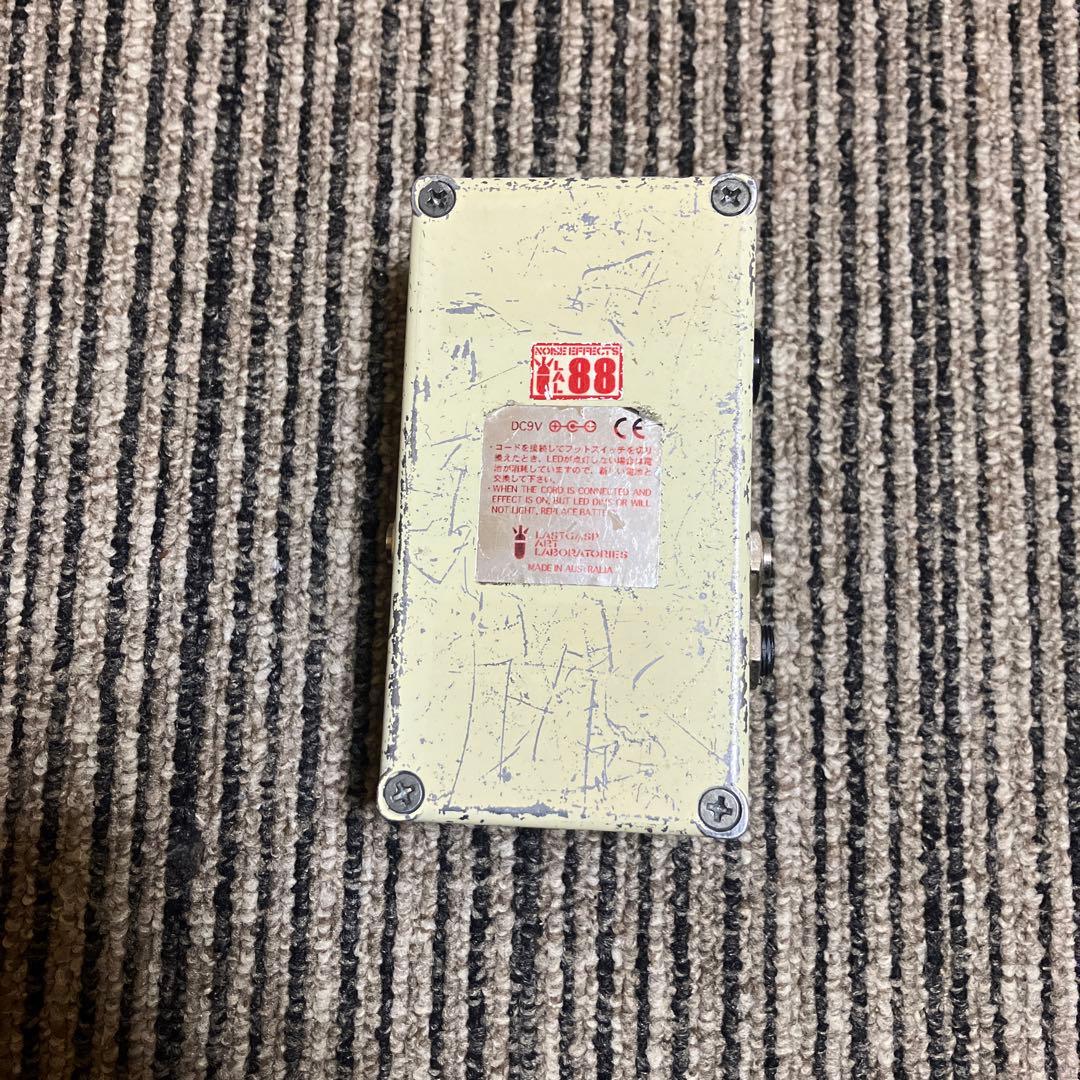 NOISE EFFECTS
LAL 88
DC9V CE
・コードを接続してフットスイッチを切り
換えたとき、LEDが点灯しない場合は電
池が消耗していますので、新しい電池と
交換して下さい。
・WHEN THE CORD IS CONNECTED AND
EFFECT IS ON, BUT LED DIMS OR WILL
NOT LIGHT, REPLACE BATTERY.
LASTGASP
ART
LABORATORIES
MADE IN AUSTRALIA